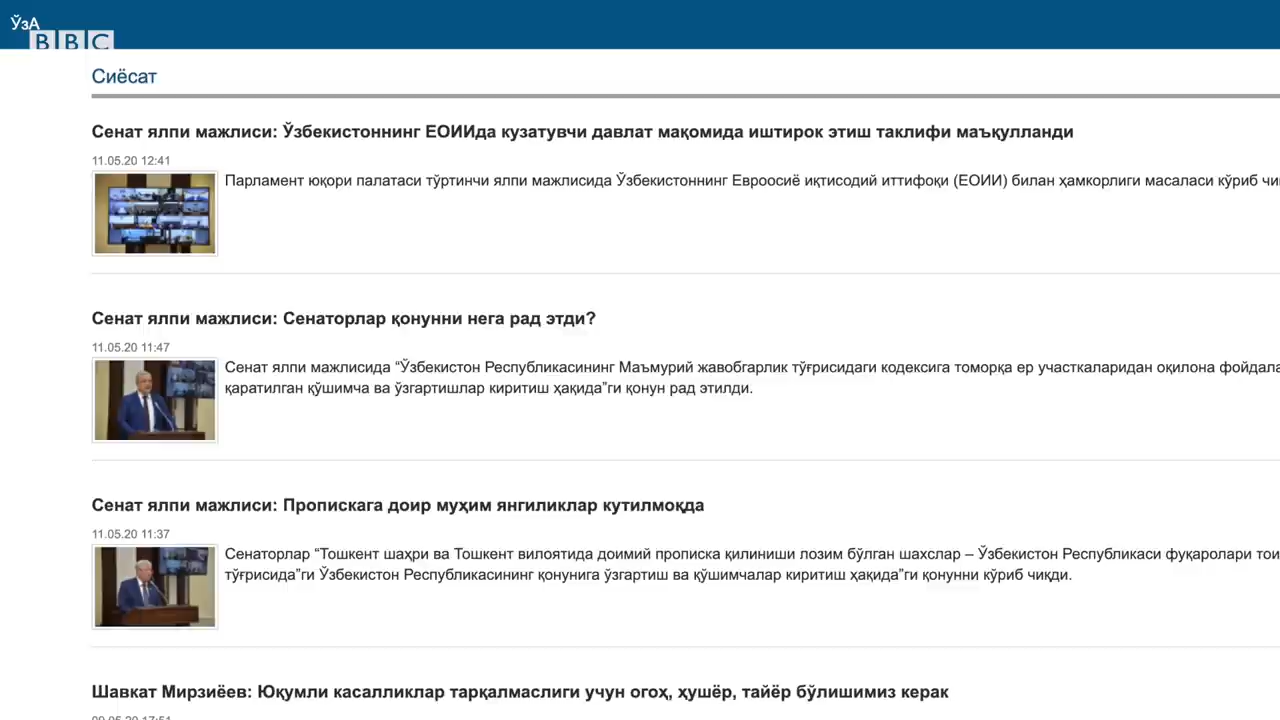 ЎзА
BBC
Сиёсат
Сенат ялпи мажлиси: Ўзбекистоннинг ЕОИИда кузатувчи давлат мақомида иштирок этиш таклифи маъқулланди
11.05.20 12:41
Парламент юқори палатаси тўртинчи ялпи мажлисида Ўзбекистоннинг Евроосиё иқтисодий иттифоқи (ЕОИИ) билан ҳамкорлиги масаласи кўриб
Сенат ялпи мажлиси: Сенаторлар қонунни нега рад этди?
11.05.20 11:47
Сенат ялпи мажлисида “Ўзбекистон Республикасининг Маъмурий жавобгарлик тўғрисидаги кодексига томорқа ер участкаларидан оқилона
қаратилган қўшимча ва ўзгартишлар киритиш ҳақида”ги қонун рад этилди.
Сенат ялпи мажлиси: Пропискага доир муҳим янгиликлар кутилмоқда
11.05.20 11:37
Сенаторлар “Тошкент шаҳри ва Тошкент вилоятида доимий прописка қилиниши лозим бўлган шахслар – Ўзбекистон Республикаси фуқаролари
тўғрисида”ги Ўзбекистон Республикасининг қонунига ўзгартиш ва қўшимчалар киритиш ҳақида”ги қонунни кўриб чиқди.
Шавкат Мирзиёев: Юқумли касалликлар тарқалмаслиги учун огоҳ, ҳушёр, тайёр бўлишимиз керак
09.05.20 17:51